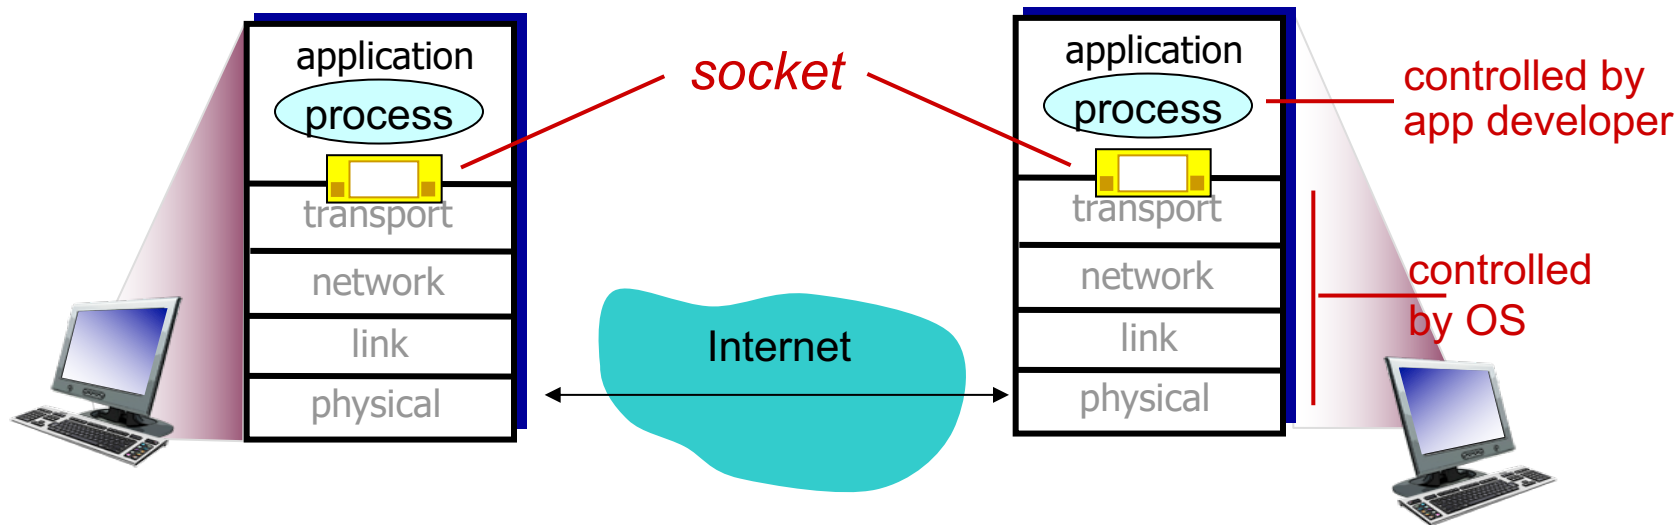 application
process
transport
network
link
physical
socket
Internet
application
process
transport
network
link
physical
controlled by
app developer
controlled
by OS